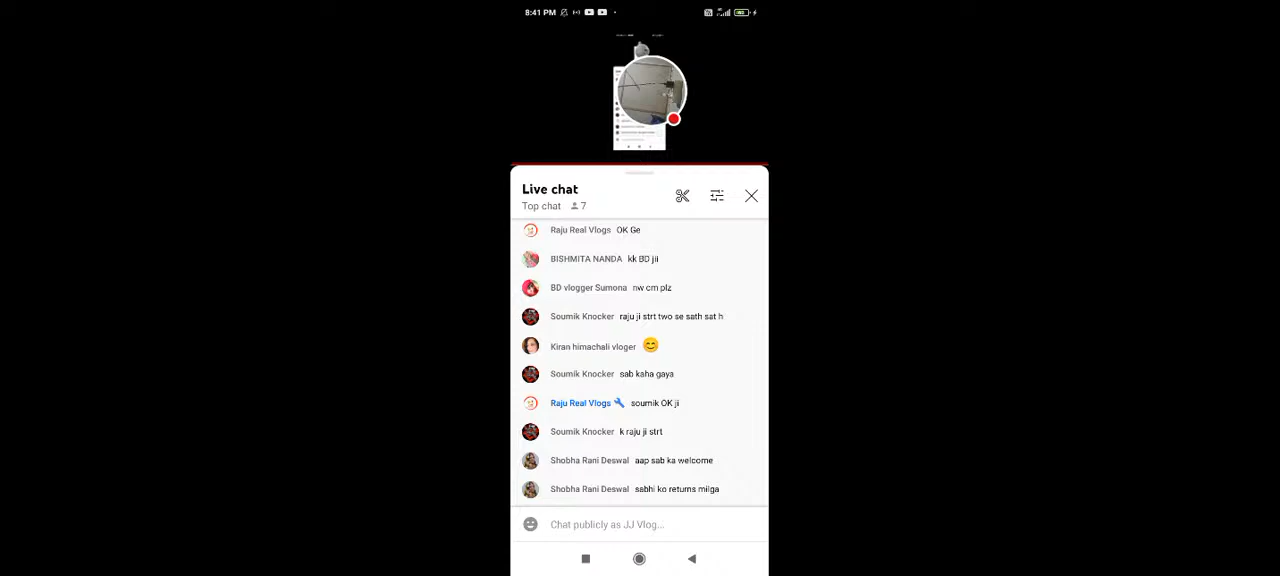 8:41 PM
Live chat
Top chat 7
Raju Real Vlogs OK Ge
BISHMITA NANDA kk BD jii
BD vlogger Sumona nw cm plz
Soumik Knocker raju ji strt two se sath sat h
Kiran himachali vloger 😊
Soumik Knocker sab kaha gaya
Raju Real Vlogs 🔧 soumik OK ji
Soumik Knocker k raju ji strt
Shobha Rani Deswal aap sab ka welcome
Shobha Rani Deswal sabhi ko returns milga
Chat publicly as JJ Vlog...